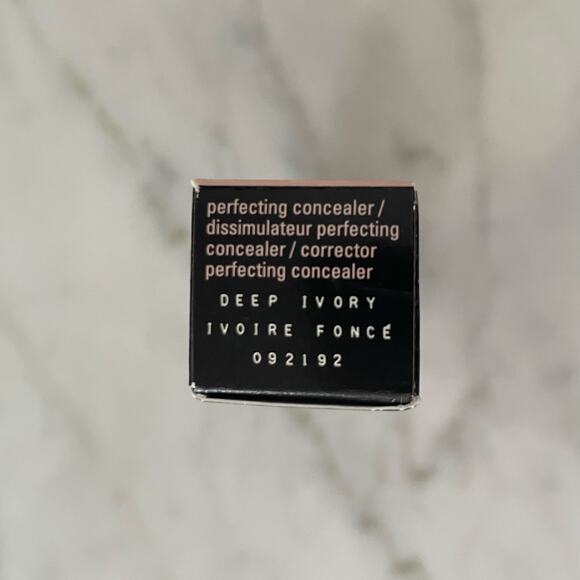 perfecting concealer /
dissimulateur perfecting
concealer / corrector
perfecting concealer
DEEP IVORY
IVOIRE FONCÉ
092192